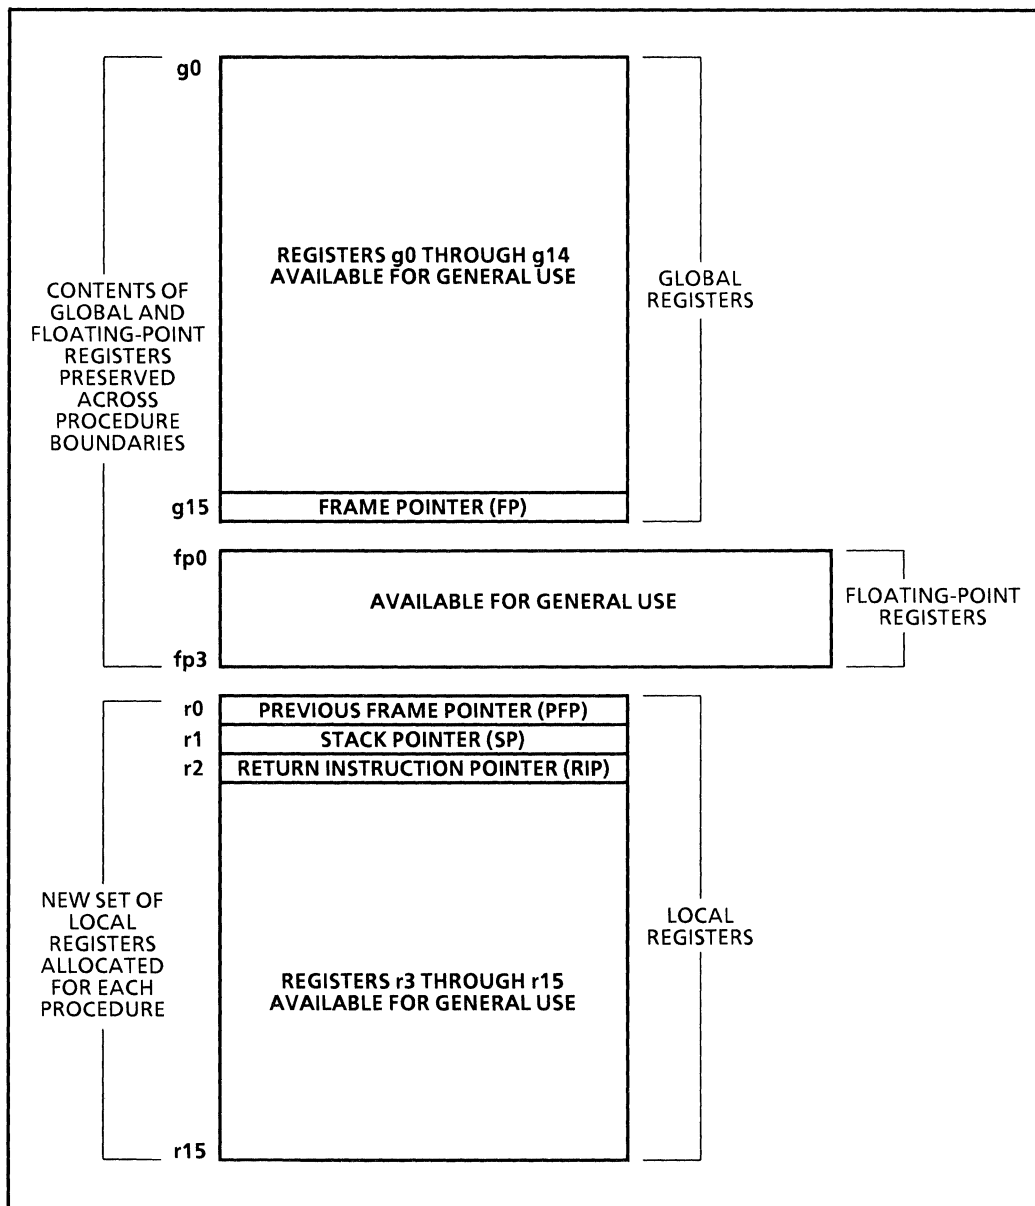 g0
REGISTERS g0 THROUGH g14
AVAILABLE FOR GENERAL USE
GLOBAL
REGISTERS
CONTENTS OF
GLOBAL AND
FLOATING-POINT
REGISTERS
PRESERVED
ACROSS
PROCEDURE
BOUNDARIES
g15
FRAME POINTER (FP)
fp0
AVAILABLE FOR GENERAL USE
FLOATING-POINT
REGISTERS
fp3
r0
PREVIOUS FRAME POINTER (PFP)
r1
STACK POINTER (SP)
r2
RETURN INSTRUCTION POINTER (RIP)
NEW SET OF
LOCAL
REGISTERS
ALLOCATED
FOR EACH
PROCEDURE
LOCAL
REGISTERS
REGISTERS r3 THROUGH r15
AVAILABLE FOR GENERAL USE
r15